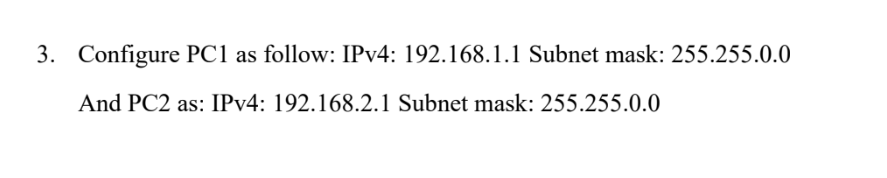 3. Configure PC1 as follow: IPv4: 192.168.1.1 Subnet mask: 255.255.0.0
And PC2 as: IPv4: 192.168.2.1 Subnet mask: 255.255.0.0